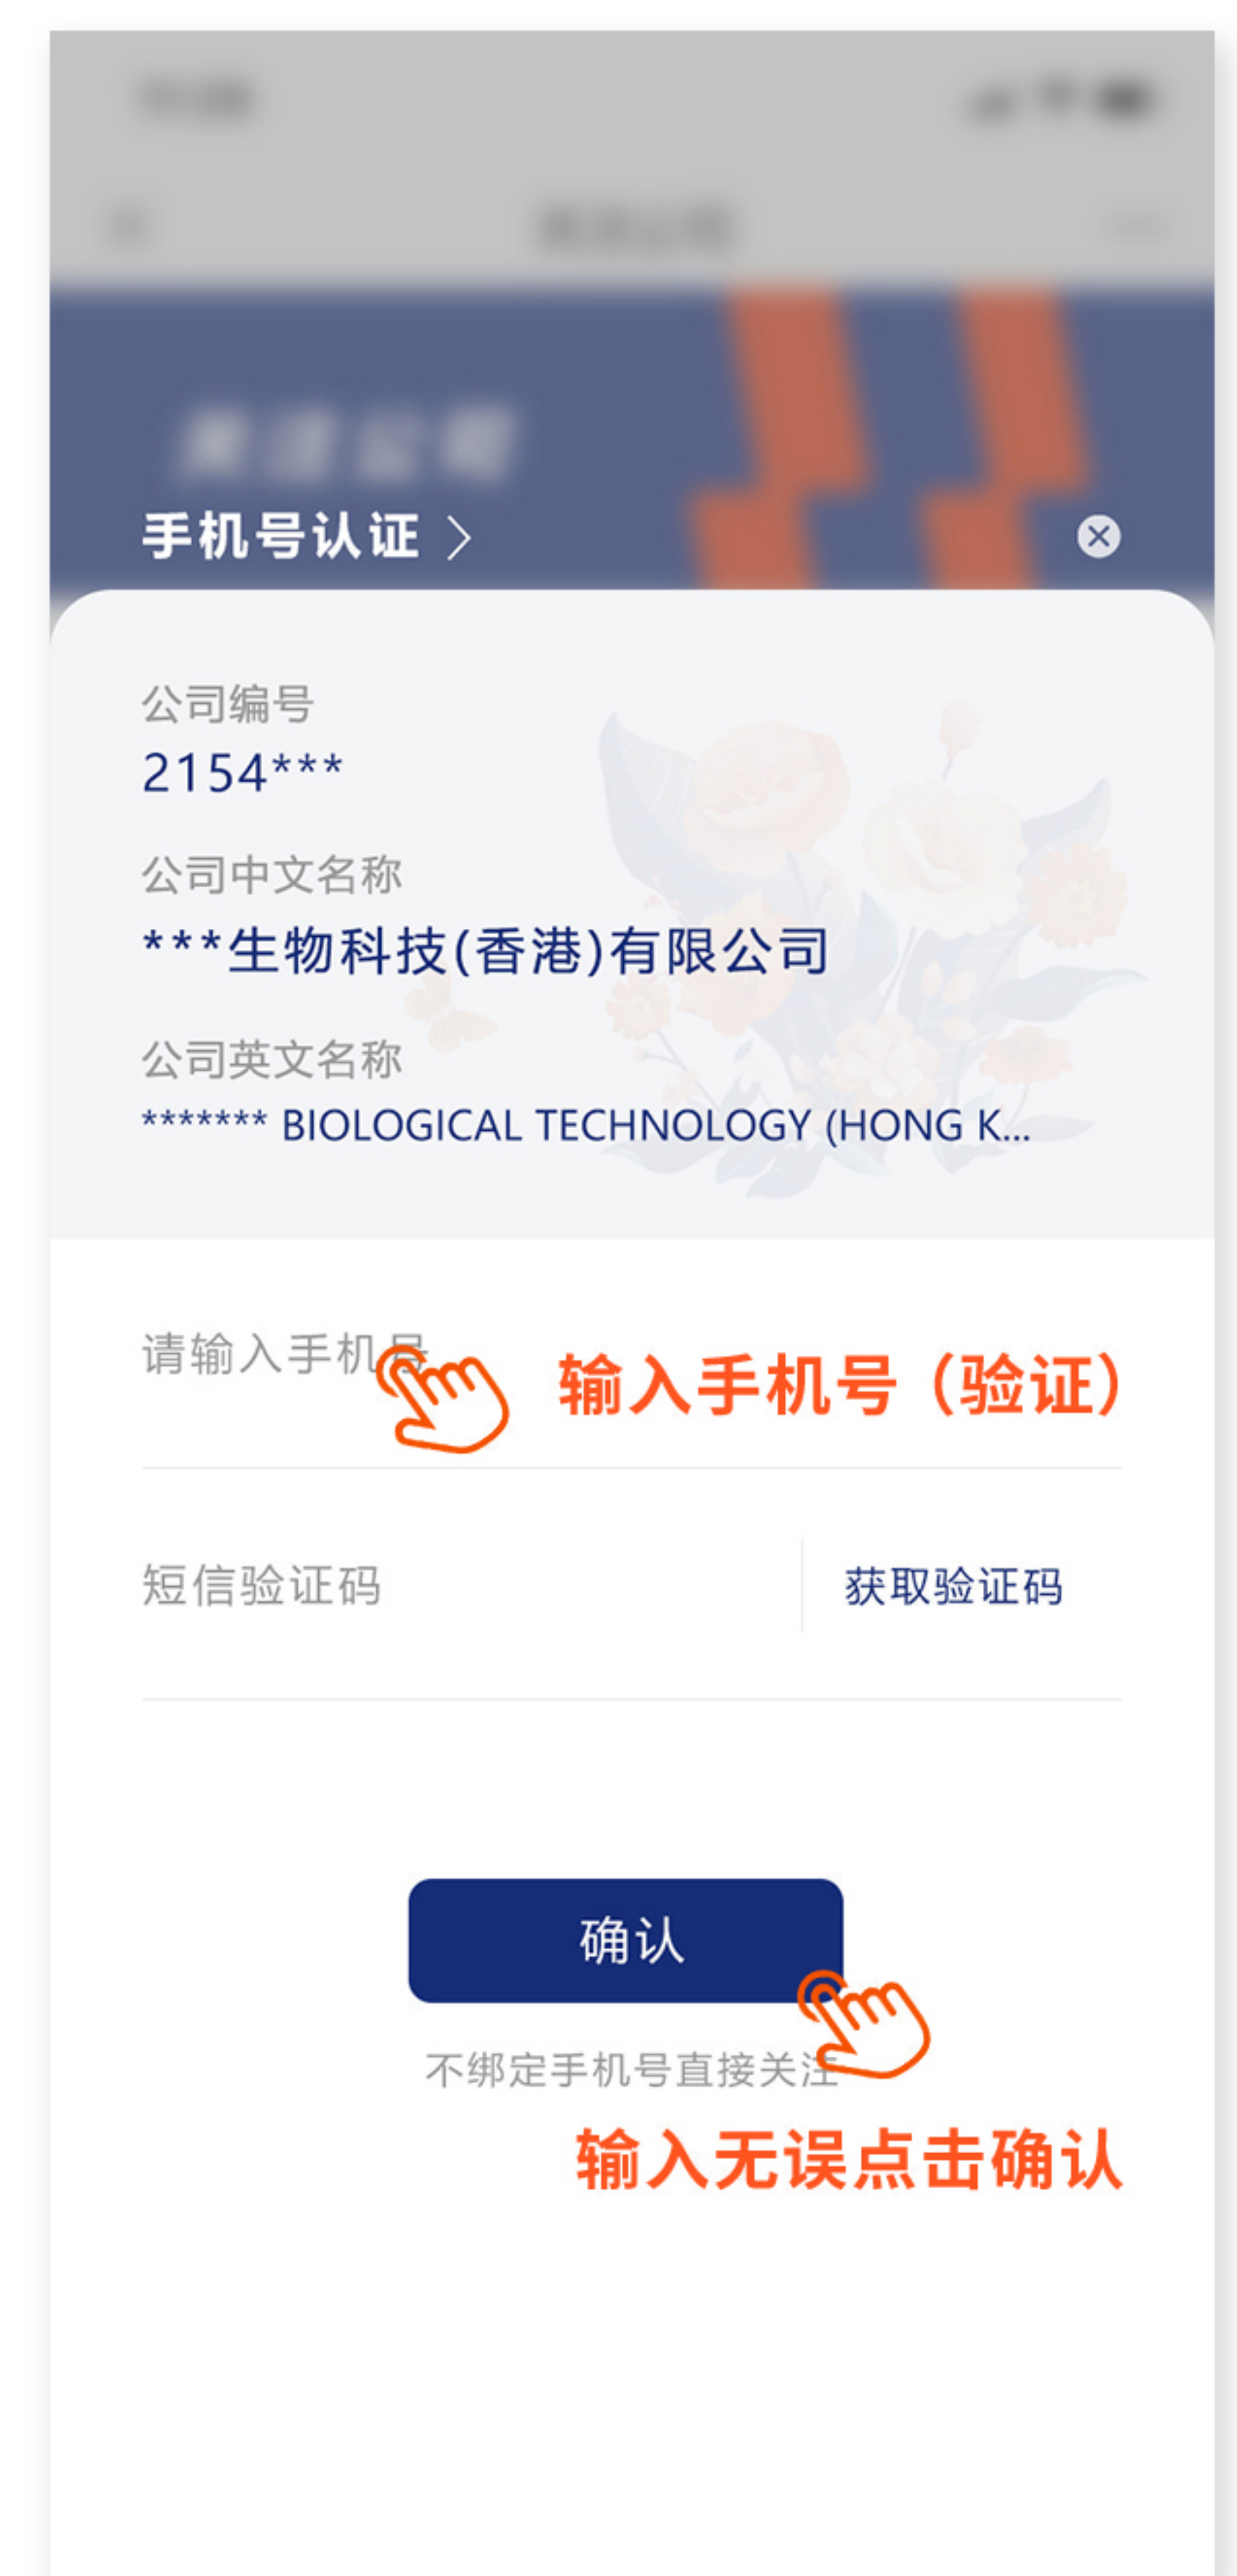 关注公司
手机号认证
公司编号
2154***
公司中文名称
***生物科技(香港)有限公司
公司英文名称
******* BIOLOGICAL TECHNOLOGY (HONG K...
请输入手机号
输入手机号（验证）
短信验证码
获取验证码
确认
不绑定手机号直接关注
输入无误点击确认